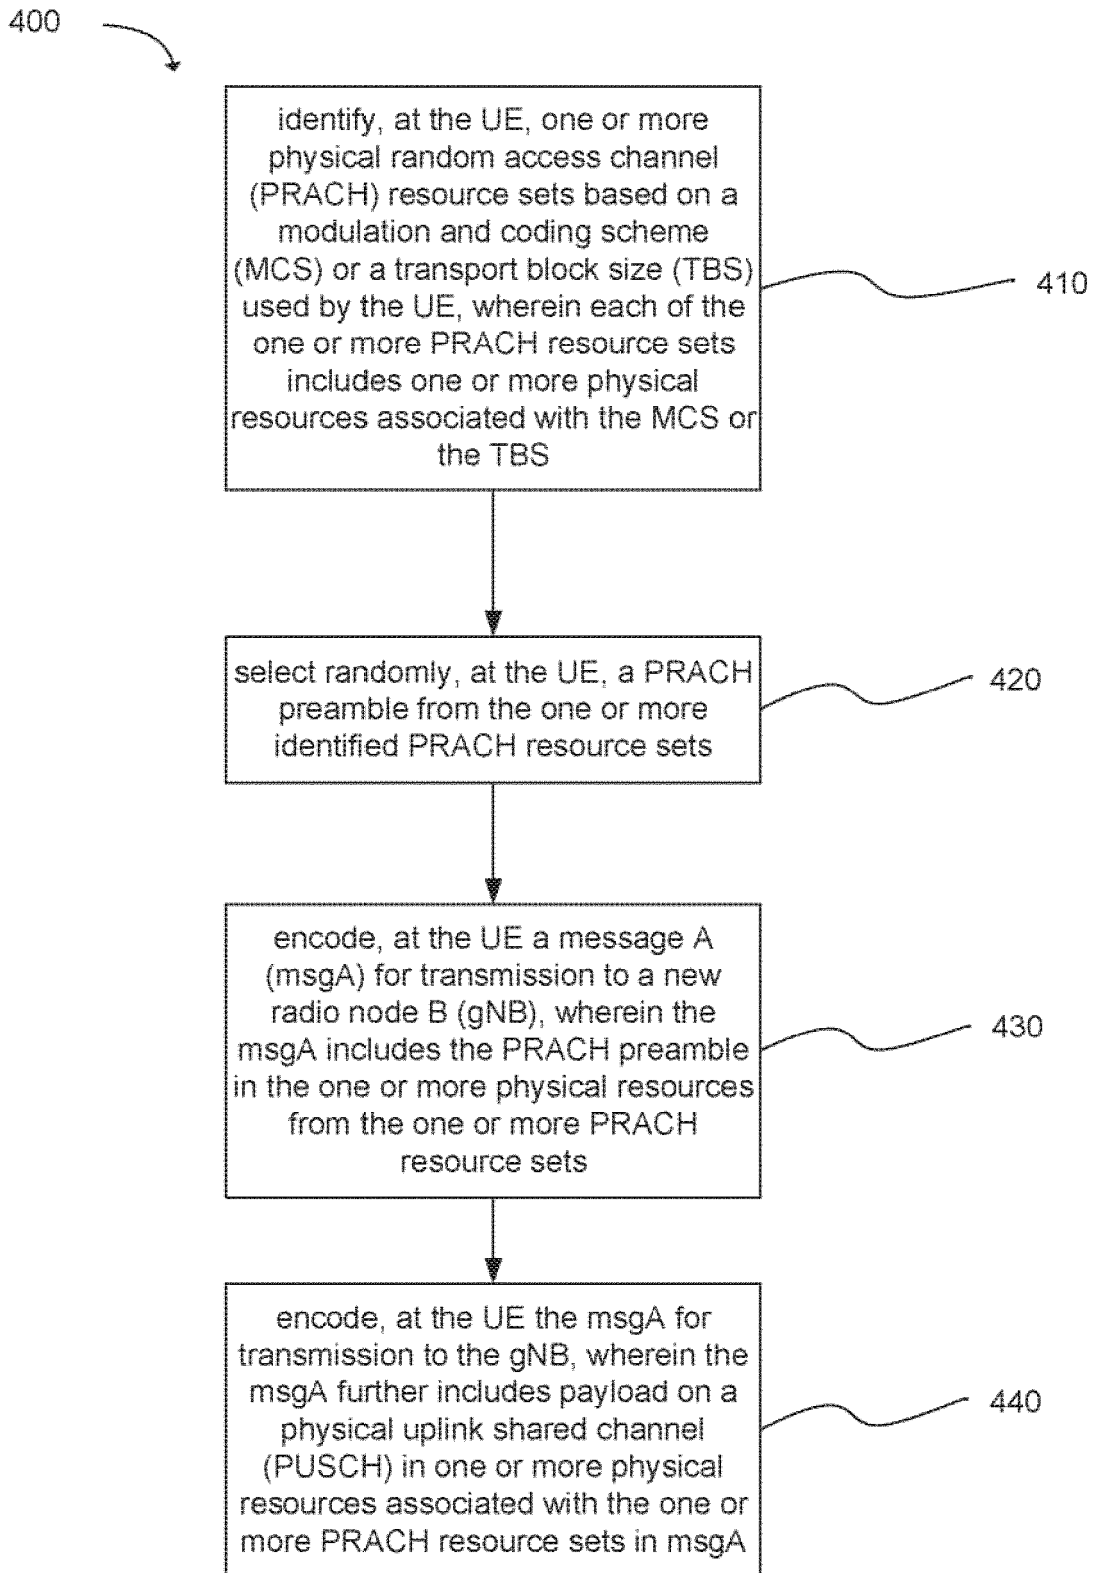 400
identify, at the UE, one or more
physical random access channel
(PRACH) resource sets based on a
modulation and coding scheme
(MCS) or a transport block size (TBS)
used by the UE, wherein each of the
one or more PRACH resource sets
includes one or more physical
resources associated with the MCS or
the TBS
410
select randomly, at the UE, a PRACH
preamble from the one or more
identified PRACH resource sets
420
encode, at the UE a message A
(msgA) for transmission to a new
radio node B (gNB), wherein the
msgA includes the PRACH preamble
in the one or more physical resources
from the one or more PRACH
resource sets
430
encode, at the UE the msgA for
transmission to the gNB, wherein the
msgA further includes payload on a
physical uplink shared channel
(PUSCH) in one or more physical
resources associated with the one or
more PRACH resource sets in msgA
440